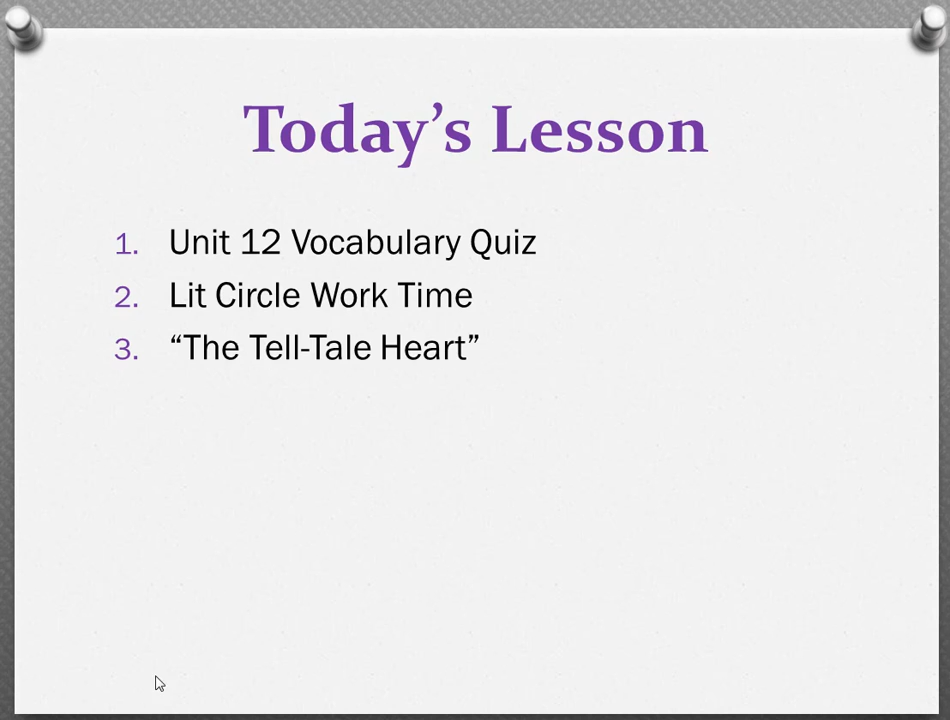 Today’s Lesson
1. Unit 12 Vocabulary Quiz
2. Lit Circle Work Time
3. “The Tell-Tale Heart”